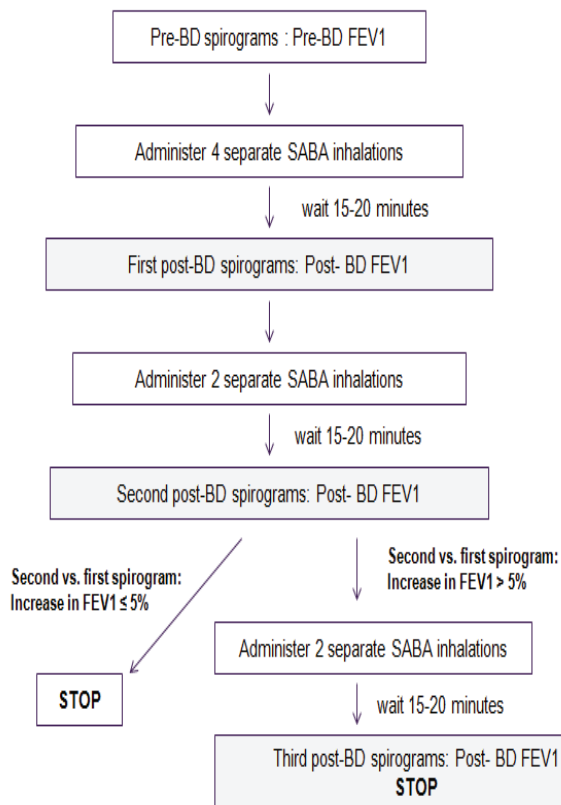 Pre-BD spirograms : Pre-BD FEV1
Administer 4 separate SABA inhalations
wait 15-20 minutes
First post-BD spirograms: Post- BD FEV1
Administer 2 separate SABA inhalations
wait 15-20 minutes
Second post-BD spirograms: Post- BD FEV1
Second vs. first spirogram:
Increase in FEV1 ≤ 5%
Second vs. first spirogram:
Increase in FEV1 > 5%
STOP
Administer 2 separate SABA inhalations
wait 15-20 minutes
Third post-BD spirograms: Post- BD FEV1
STOP